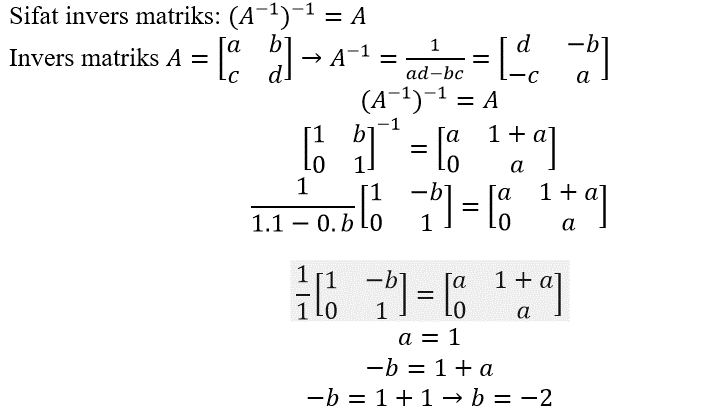 Sifat invers matriks: (A⁻¹)⁻¹ = A
Invers matriks A = [a b; c d] → A⁻¹ = 1/(ad−bc) = [d −b; −c a]
(A⁻¹)⁻¹ = A
[1 b; 0 1]⁻¹ = [a 1 + a; 0 a]
1/(1.1 − 0.b) [1 −b; 0 1] = [a 1 + a; 0 a]
1/1 [1 −b; 0 1] = [a 1 + a; 0 a]
a = 1
−b = 1 + a
−b = 1 + 1 → b = −2